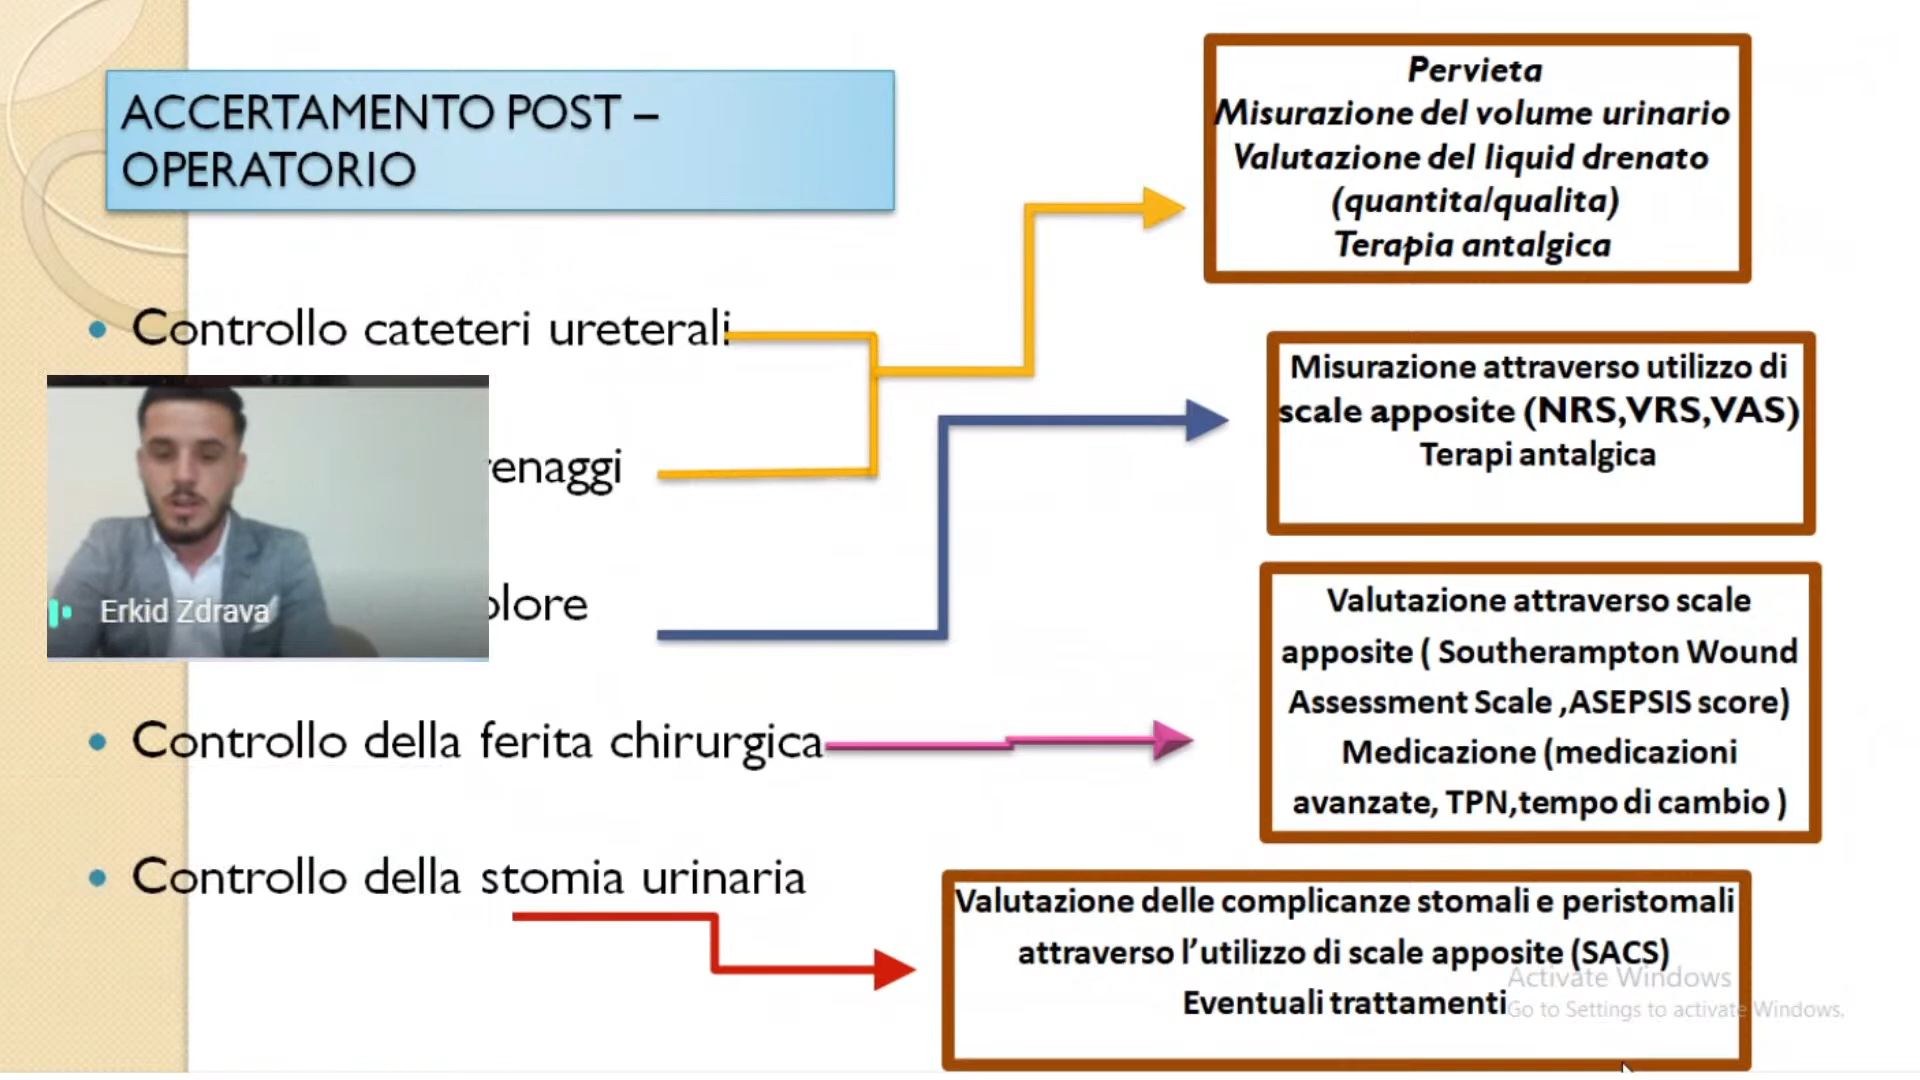 ACCERTAMENTO POST –
OPERATORIO
Pervieta
Misurazione del volume urinario
Valutazione del liquid drenato
(quantita/qualita)
Terapia antalgica
• Controllo cateteri ureterali
Misurazione attraverso utilizzo di
scale apposite (NRS,VRS,VAS)
Terapi antalgica
renaggi
olore
Erkid Zdrava
Valutazione attraverso scale
apposite ( Southerampton Wound
Assessment Scale ,ASEPSIS score)
Medicazione (medicazioni
avanzate, TPN,tempo di cambio )
• Controllo della ferita chirurgica
• Controllo della stomia urinaria
Valutazione delle complicanze stomali e peristomali
attraverso l’utilizzo di scale apposite (SACS)
Eventuali trattamenti
Activate Windows
Go to Settings to activate Windows.